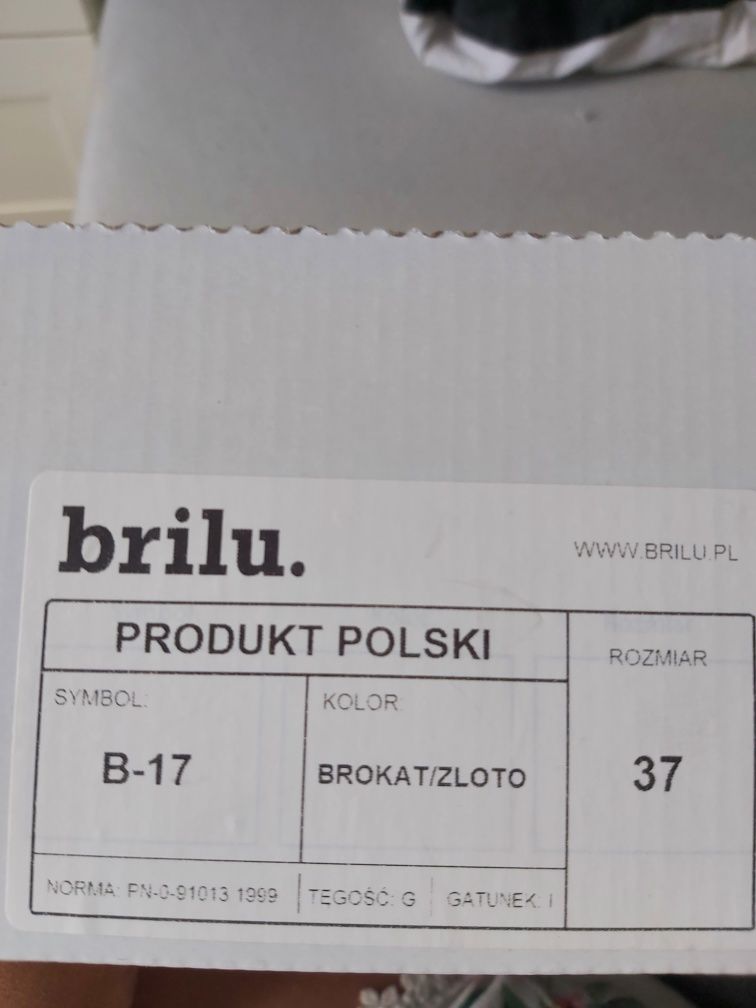 brilu.
WWW.BRILU.PL
PRODUKT POLSKI
ROZMIAR
37
SYMBOL:
B-17
KOLOR:
BROKAT/ZLOTO
NORMA: PN-0-91013 1999
TĘGOŚĆ: G
GATUNEK: I